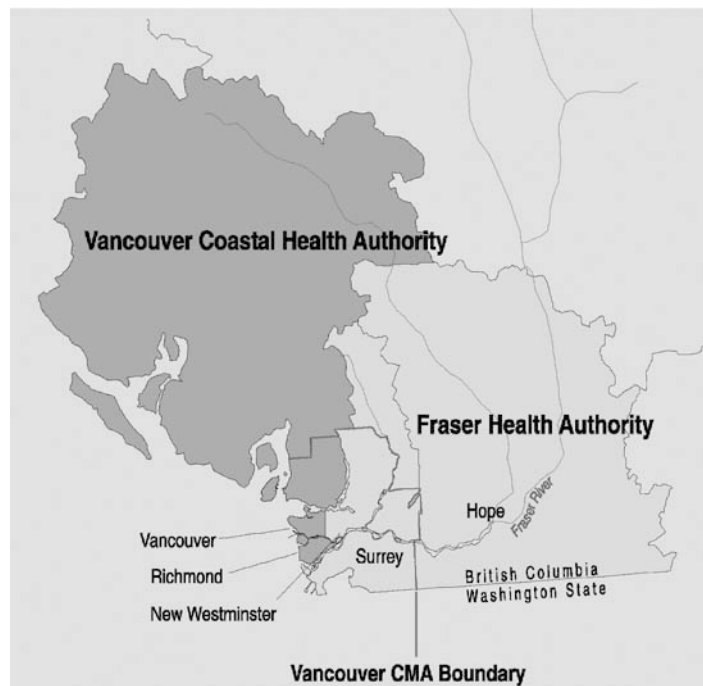 Vancouver Coastal Health Authority
Fraser Health Authority
Hope
Fraser River
Vancouver
Surrey
Richmond
British Columbia
Washington State
New Westminster
Vancouver CMA Boundary